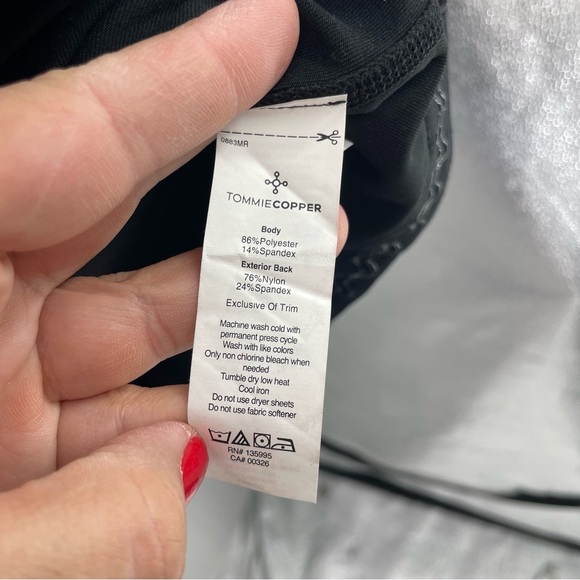 0883MR
TOMMIECOPPER
Body
86%Polyester
14%Spandex
Exterior Back
76%Nylon
24%Spandex
Exclusive Of Trim
Machine wash cold with
permanent press cycle
Wash with like colors
Only non chlorine bleach when
needed
Tumble dry low heat
Cool iron
Do not use dryer sheets
Do not use fabric softener
RN# 135995
CA# 00326